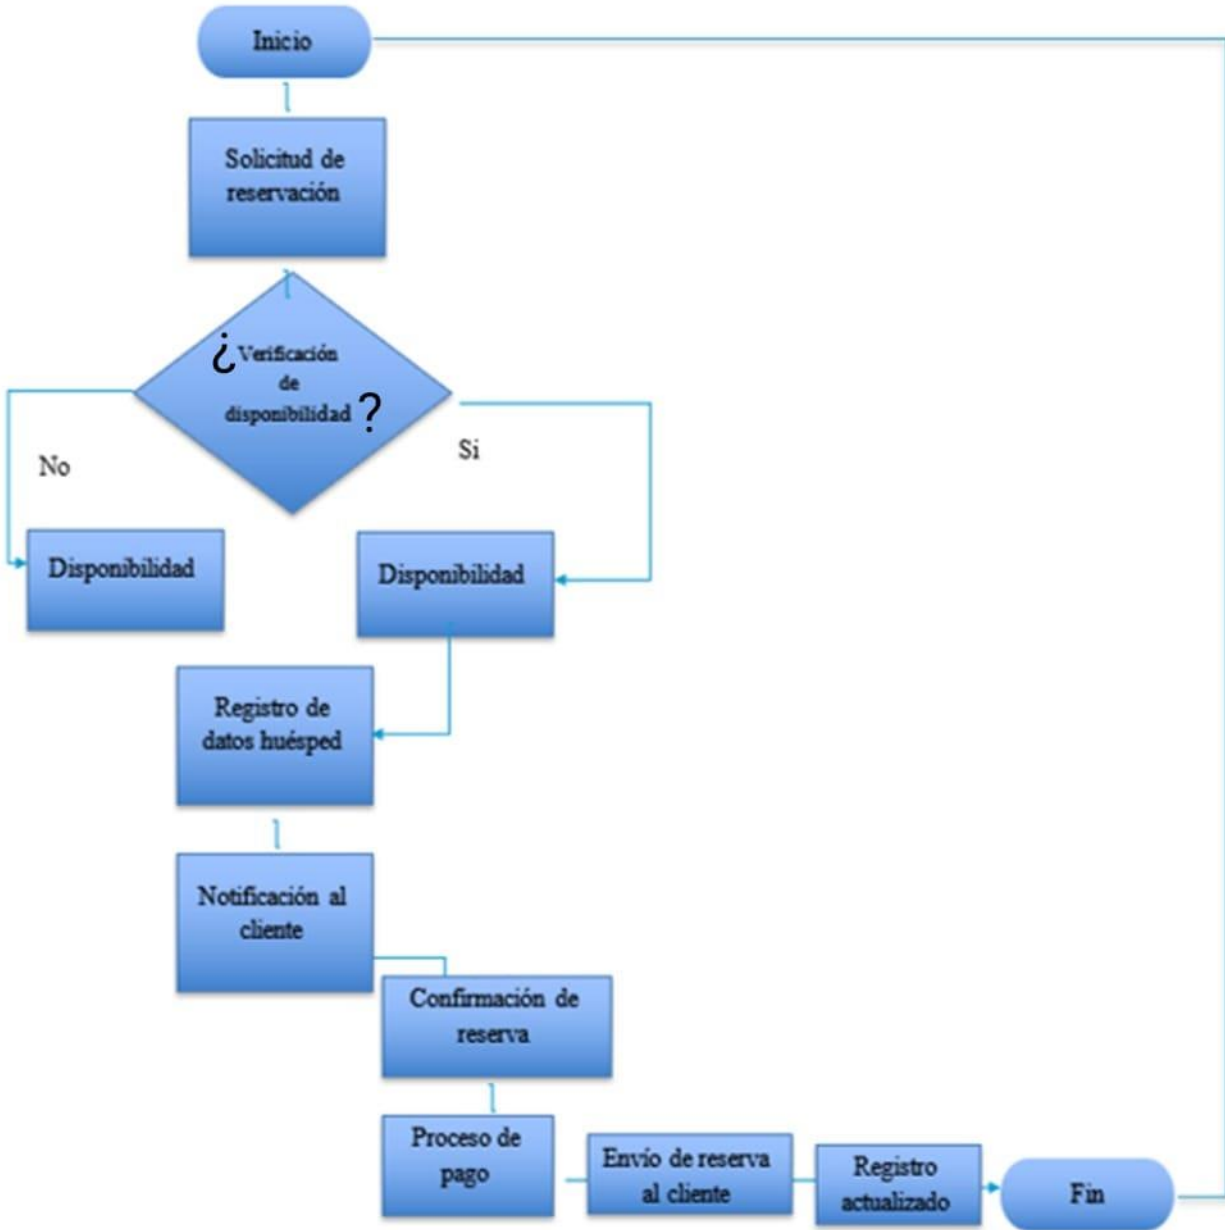 Inicio
Solicitud de
reservación
¿Verificación
de
disponibilidad?
No
Si
Disponibilidad
Disponibilidad
Registro de
datos huésped
Notificación al
cliente
Confirmación de
reserva
Proceso de
pago
Envío de reserva
al cliente
Registro
actualizado
Fin